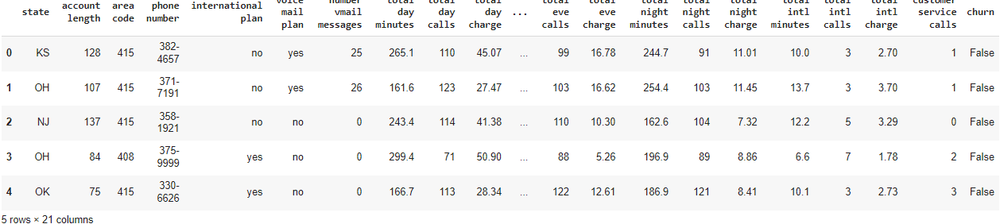 voice number total total total total total total total total total total total customer
account area phone international
state mail vmail day day day ... eve eve night night night intl intl intl service churn
length code number plan
plan messages minutes calls charge calls charge minutes calls charge minutes calls charge calls
0 KS 128 415 382-4657 no yes 25 265.1 110 45.07 ... 99 16.78 244.7 91 11.01 10.0 3 2.70 1 False
1 OH 107 415 371-7191 no yes 26 161.6 123 27.47 ... 103 16.62 254.4 103 11.45 13.7 3 3.70 1 False
2 NJ 137 415 358-1921 no no 0 243.4 114 41.38 ... 110 10.30 162.6 104 7.32 12.2 5 3.29 0 False
3 OH 84 408 375-9999 yes no 0 299.4 71 50.90 ... 88 5.26 196.9 89 8.86 6.6 7 1.78 2 False
4 OK 75 415 330-6626 yes no 0 166.7 113 28.34 ... 122 12.61 186.9 121 8.41 10.1 3 2.73 3 False
5 rows × 21 columns